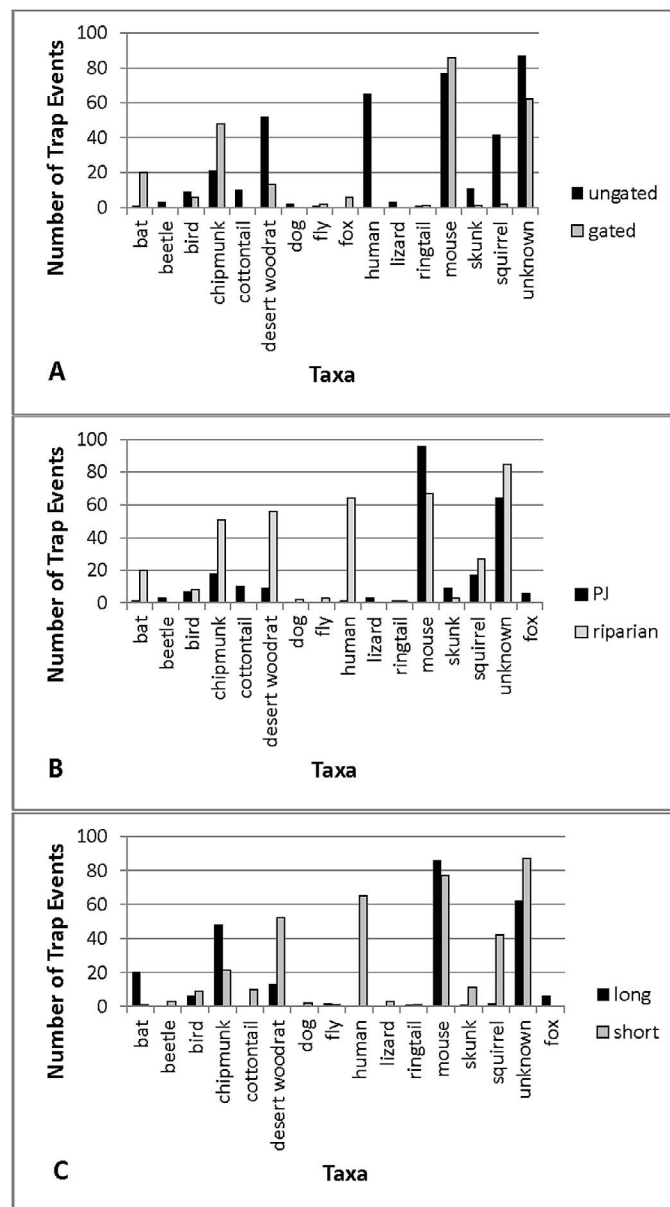 Number of Trap Events
100
80
60
40
20
0
bat
beetle
bird
chipmunk
cottontail
desert woodrat
dog
fly
fox
human
lizard
ringtail
mouse
skunk
squirrel
unknown
ungated
gated
A
Taxa
Number of Trap Events
100
80
60
40
20
0
bat
beetle
bird
chipmunk
cottontail
desert woodrat
dog
fly
human
lizard
ringtail
mouse
skunk
squirrel
unknown
fox
PJ
riparian
B
Taxa
Number of Trap Events
100
80
60
40
20
0
bat
beetle
bird
chipmunk
cottontail
desert woodrat
dog
fly
human
lizard
ringtail
mouse
skunk
squirrel
unknown
fox
long
short
C
Taxa